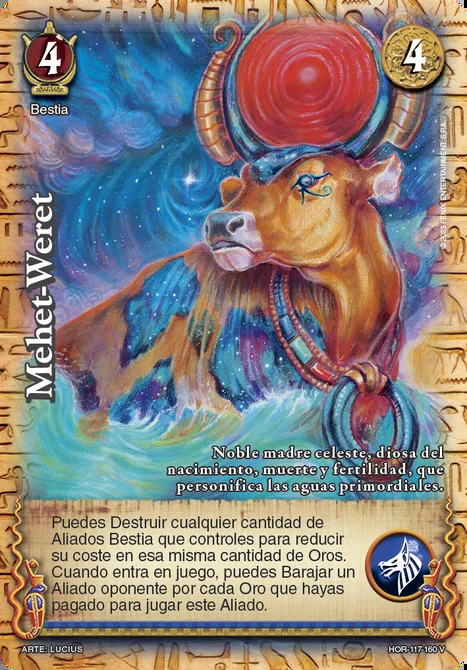 4
4
Bestia
© 2023 FENIX ENTERTAINMENT S.P.A.
Mehet-Weret
Noble madre celeste, diosa del
nacimiento, muerte y fertilidad, que
personifica las aguas primordiales.
Puedes Destruir cualquier cantidad de
Aliados Bestia que controles para reducir
su coste en esa misma cantidad de Oros.
Cuando entra en juego, puedes Barajar un
Aliado oponente por cada Oro que hayas
pagado para jugar este Aliado.
ARTE: LUCIUS
HOR-117-160 V